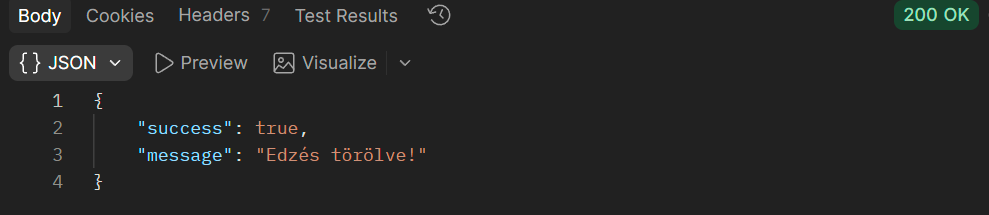 Body Cookies Headers 7 Test Results 200 OK
{} JSON Preview Visualize
1 {
2 "success": true,
3 "message": "Edzés törölve!"
4 }